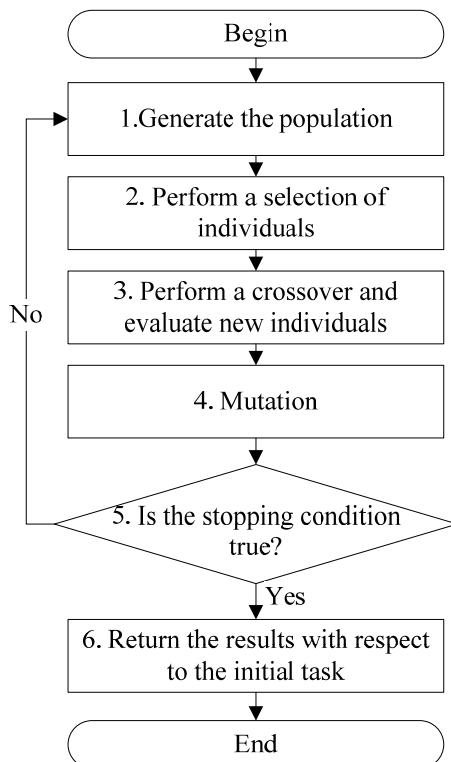 Begin
1.Generate the population
2. Perform a selection of
individuals
3. Perform a crossover and
evaluate new individuals
No
4. Mutation
5. Is the stopping condition
true?
Yes
6. Return the results with respect
to the initial task
End